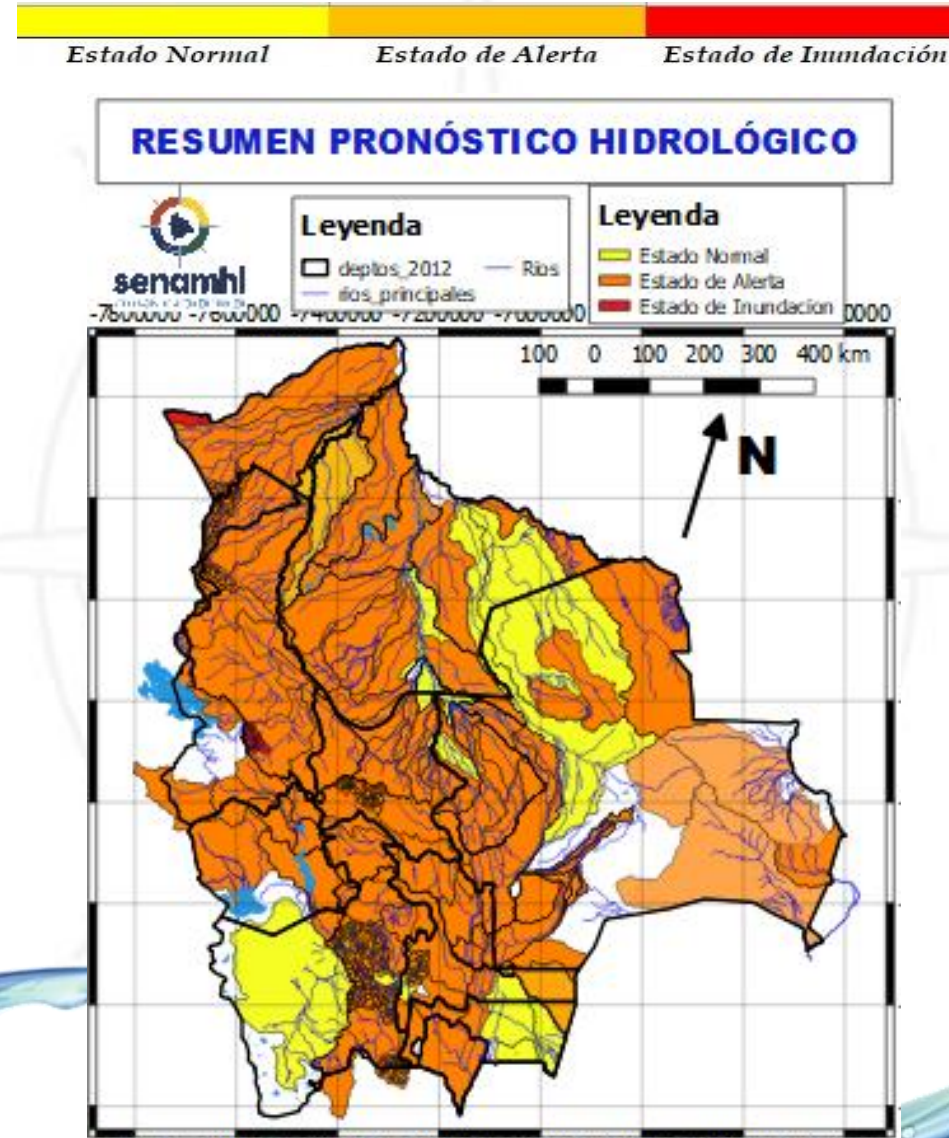 Estado Normal Estado de Alerta Estado de Inundación
RESUMEN PRONÓSTICO HIDROLÓGICO
senamhi
Leyenda
deptos_2012 Rios
rios_principales
Leyenda
Estado Normal
Estado de Alerta
Estado de Inundacion
-7600000 -7400000 -7200000 -7000000
100 0 100 200 300 400 km
N